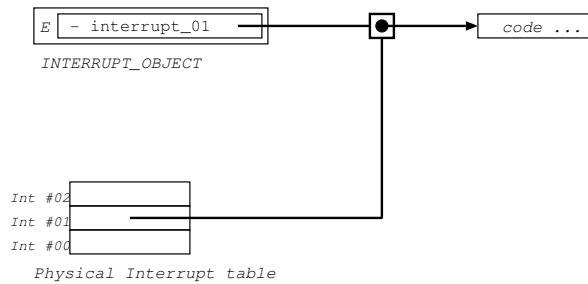 E - interrupt_01 code ...
INTERRUPT_OBJECT
Int #02
Int #01
Int #00
Physical Interrupt table